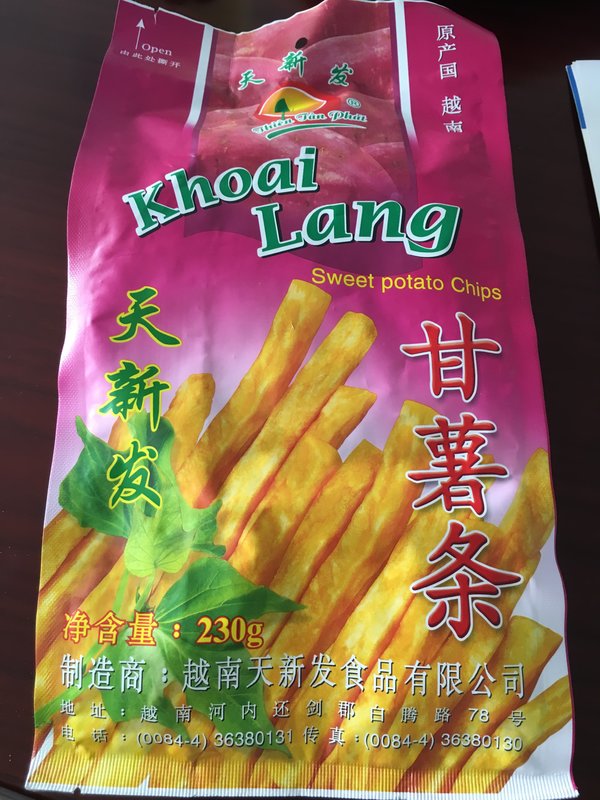 Open
由此处撕开
天新发
®
Thiên Tân Phát
原产国 越南
Khoai
Lang
Sweet potato Chips
天新发
甘薯条
净含量：230g
制造商：越南天新发食品有限公司
地址：越南河内还剑郡白腾路78号
电话：(0084-4) 36380131 传真：(0084-4) 36380130